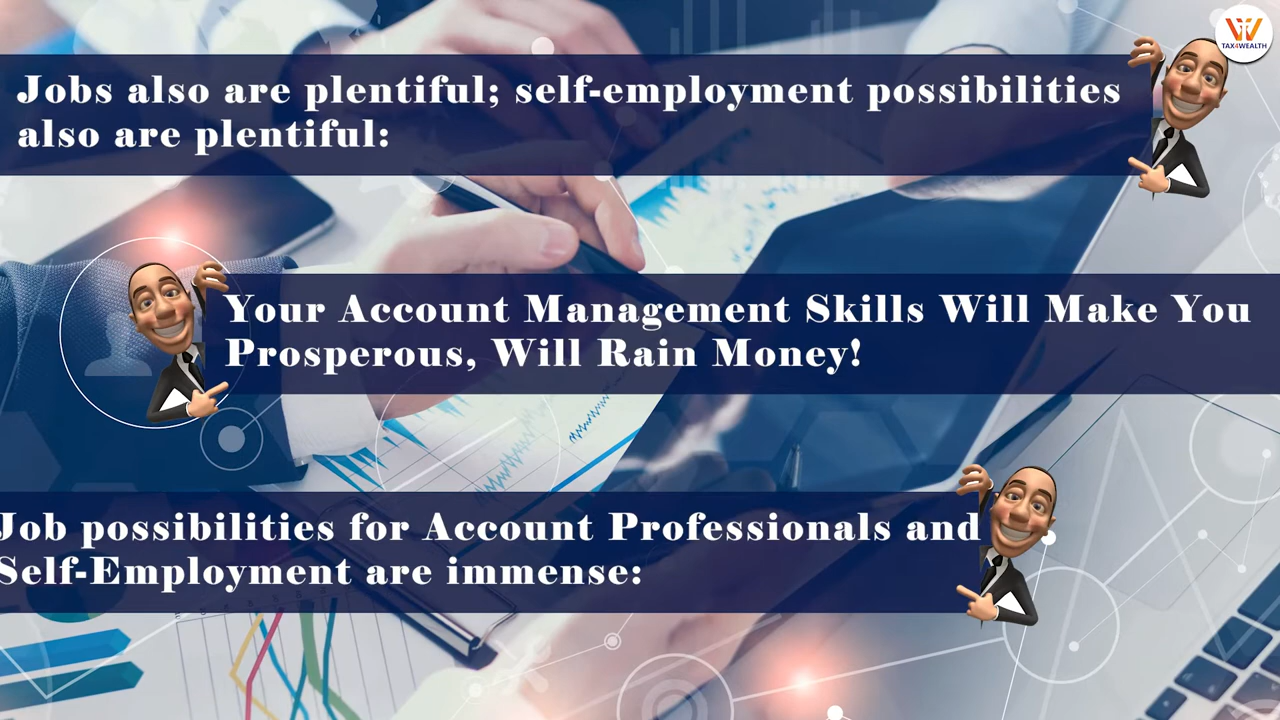 TAX4WEALTH
Jobs also are plentiful; self-employment possibilities
also are plentiful:
Your Account Management Skills Will Make You
Prosperous, Will Rain Money!
Job possibilities for Account Professionals and
Self-Employment are immense: